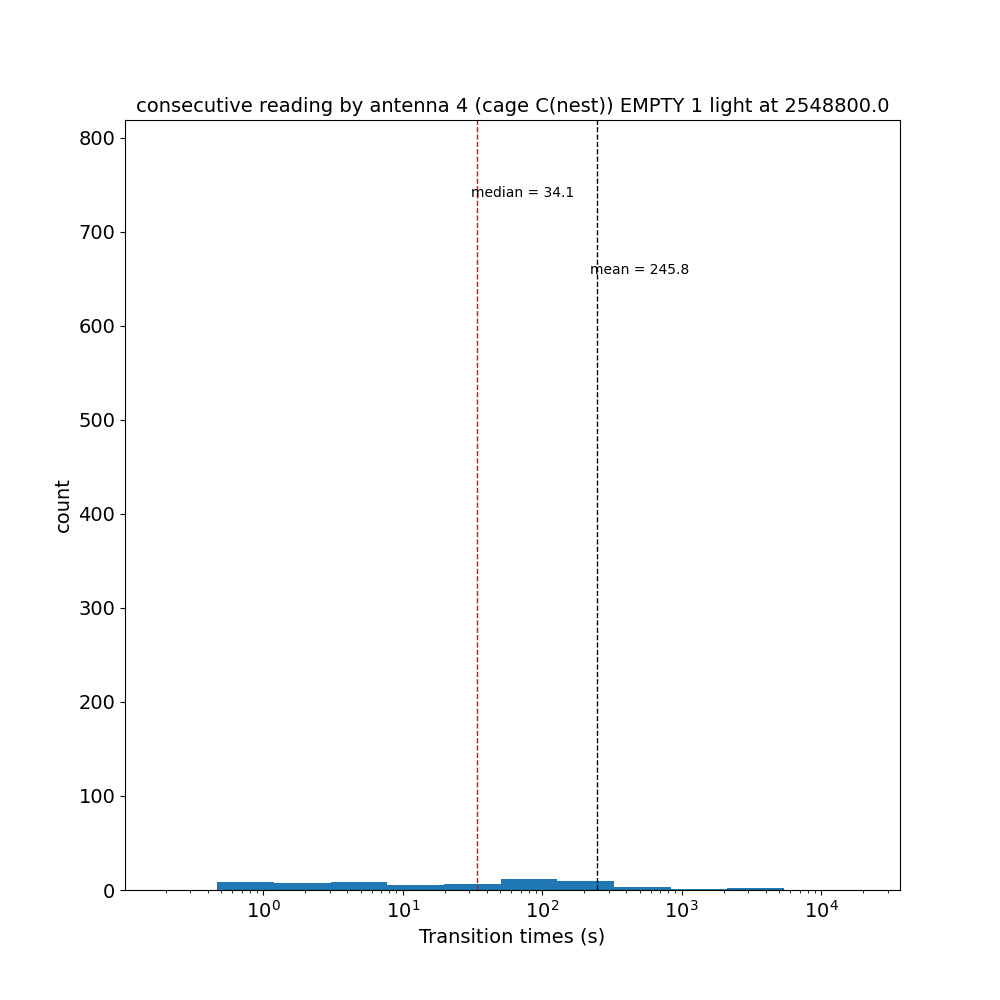 consecutive reading by antenna 4 (cage C(nest)) EMPTY 1 light at 2548800.0
800
median = 34.1
700
mean = 245.8
600
500
count
400
300
200
100
0
10⁰ 10¹ 10² 10³ 10⁴
Transition times (s)